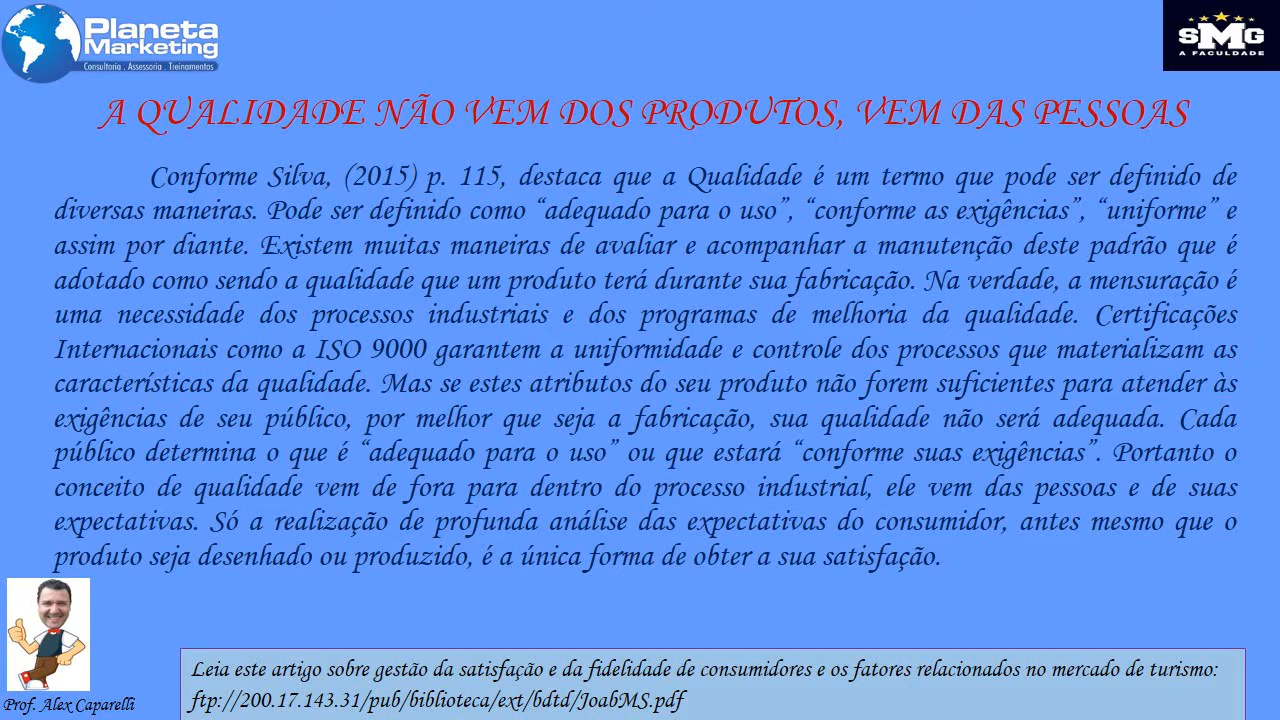 Planeta
Marketing
Consultoria . Assessoria . Treinamentos
SMG
A FACULDADE
A QUALIDADE NÃO VEM DOS PRODUTOS, VEM DAS PESSOAS
Conforme Silva, (2015) p. 115, destaca que a Qualidade é um termo que pode ser definido de
diversas maneiras. Pode ser definido como “adequado para o uso”, “conforme as exigências”, “uniforme” e
assim por diante. Existem muitas maneiras de avaliar e acompanhar a manutenção deste padrão que é
adotado como sendo a qualidade que um produto terá durante sua fabricação. Na verdade, a mensuração é
uma necessidade dos processos industriais e dos programas de melhoria da qualidade. Certificações
Internacionais como a ISO 9000 garantem a uniformidade e controle dos processos que materializam as
características da qualidade. Mas se estes atributos do seu produto não forem suficientes para atender às
exigências de seu público, por melhor que seja a fabricação, sua qualidade não será adequada. Cada
público determina o que é “adequado para o uso” ou que estará “conforme suas exigências”. Portanto o
conceito de qualidade vem de fora para dentro do processo industrial, ele vem das pessoas e de suas
expectativas. Só a realização de profunda análise das expectativas do consumidor, antes mesmo que o
produto seja desenhado ou produzido, é a única forma de obter a sua satisfação.
Leia este artigo sobre gestão da satisfação e da fidelidade de consumidores e os fatores relacionados no mercado de turismo:
ftp://200.17.143.31/pub/biblioteca/ext/bdtd/JoabMS.pdf
Prof. Alex Caparelli